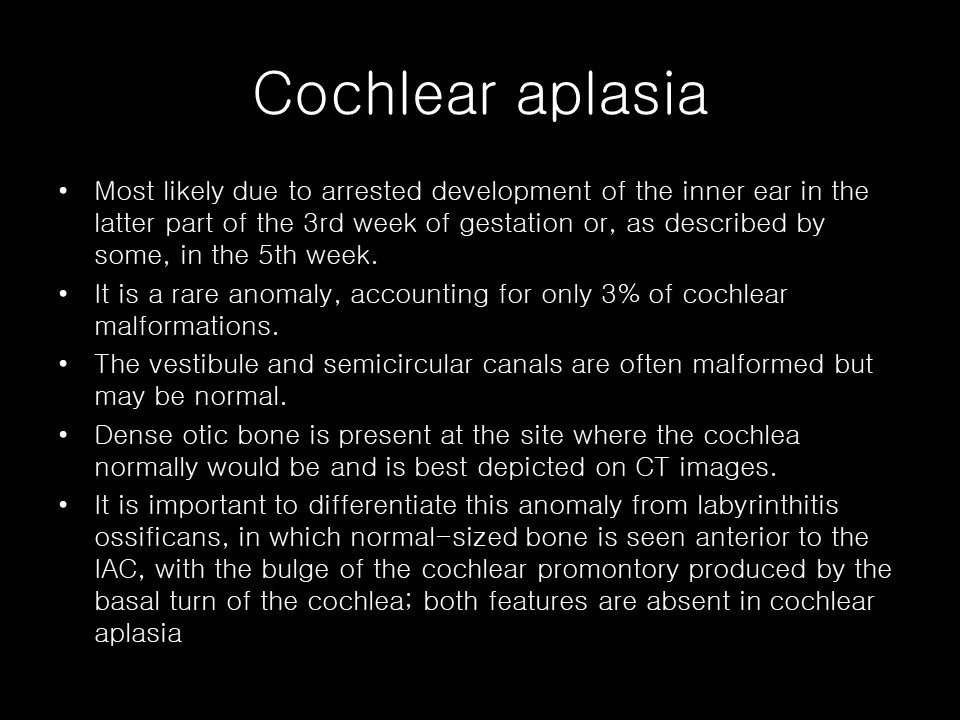 Cochlear aplasia
• Most likely due to arrested development of the inner ear in the
latter part of the 3rd week of gestation or, as described by
some, in the 5th week.
• It is a rare anomaly, accounting for only 3% of cochlear
malformations.
• The vestibule and semicircular canals are often malformed but
may be normal.
• Dense otic bone is present at the site where the cochlea
normally would be and is best depicted on CT images.
• It is important to differentiate this anomaly from labyrinthitis
ossificans, in which normal-sized bone is seen anterior to the
IAC, with the bulge of the cochlear promontory produced by the
basal turn of the cochlea; both features are absent in cochlear
aplasia